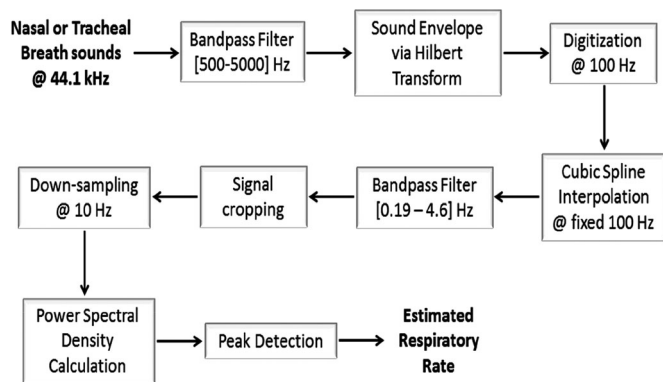 Nasal or Tracheal
Breath sounds
@ 44.1 kHz
Bandpass Filter
[500-5000] Hz
Sound Envelope
via Hilbert
Transform
Digitization
@ 100 Hz
Cubic Spline
Interpolation
@ fixed 100 Hz
Bandpass Filter
[0.19 – 4.6] Hz
Signal
cropping
Down-sampling
@ 10 Hz
Power Spectral
Density
Calculation
Peak Detection
Estimated
Respiratory
Rate